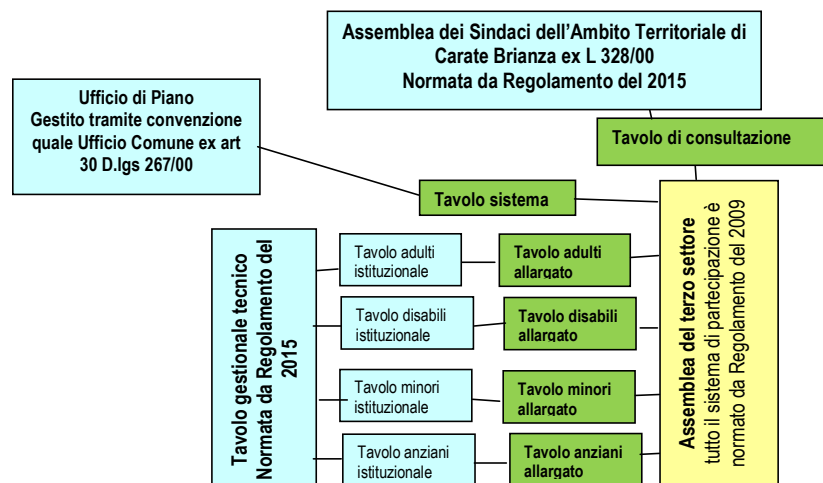 Assemblea dei Sindaci dell'Ambito Territoriale di
Carate Brianza ex L 328/00
Normata da Regolamento del 2015
Ufficio di Piano
Gestito tramite convenzione
quale Ufficio Comune ex art
30 D.lgs 267/00
Tavolo di consultazione
Tavolo sistema
Tavolo gestionale tecnico
Normata da Regolamento del
2015
Tavolo adulti
istituzionale
Tavolo adulti
allargato
Tavolo disabili
istituzionale
Tavolo disabili
allargato
Tavolo minori
istituzionale
Tavolo minori
allargato
Tavolo anziani
istituzionale
Tavolo anziani
allargato
Assemblea del terzo settore
tutto il sistema di partecipazione è
normato da Regolamento del 2009